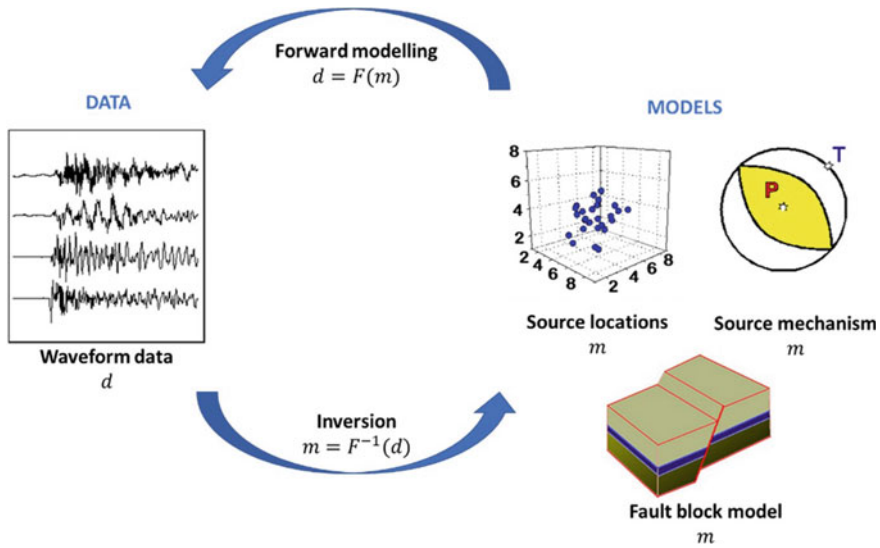 Forward modelling
d = F(m)
DATA
MODELS
8
6
4
2
2 4 6 8
2 4 6 8
T
P
Waveform data
d
Source locations
m
Source mechanism
m
Inversion
m = F⁻¹(d)
Fault block model
m